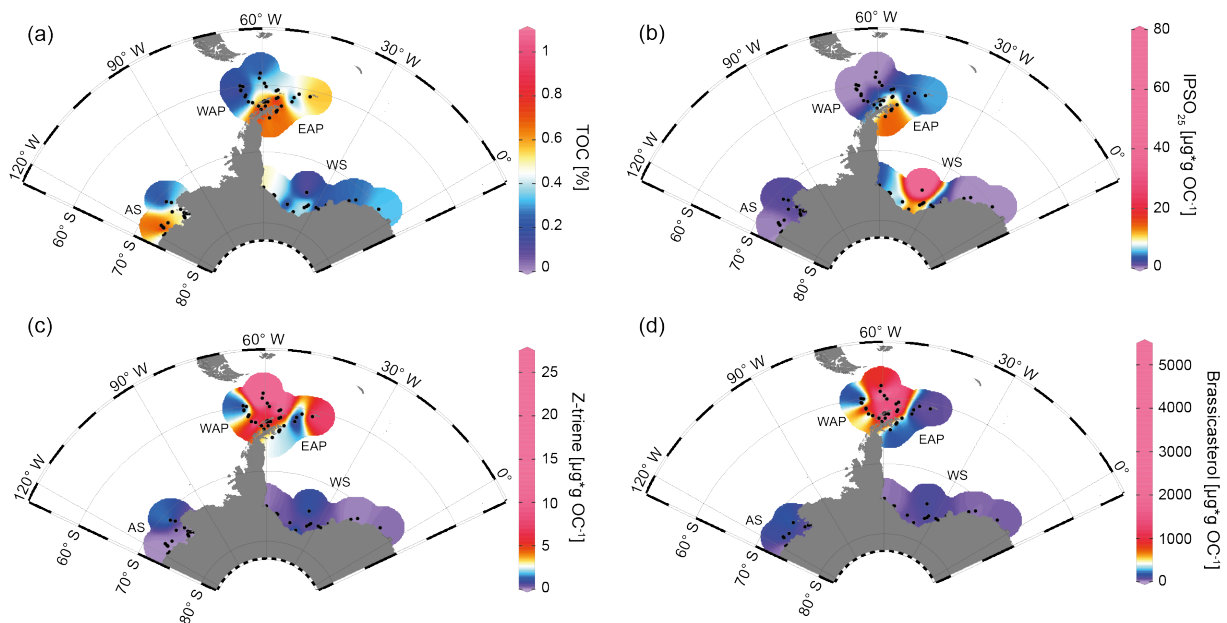 (a)
60° W
90° W
30° W
120° W
0°
WAP
EAP
WS
AS
60° S
70° S
80° S
1
0.8
0.6
0.4
0.2
0
TOC [%]
(b)
60° W
90° W
30° W
120° W
0°
WAP
EAP
WS
AS
60° S
70° S
80° S
80
60
40
20
0
IPSO₂₅ [µg*g OC⁻¹]
(c)
60° W
90° W
30° W
120° W
0°
WAP
EAP
WS
AS
60° S
70° S
80° S
25
20
15
10
5
0
Z-triene [µg*g OC⁻¹]
(d)
60° W
90° W
30° W
120° W
0°
WAP
EAP
WS
AS
60° S
70° S
80° S
5000
4000
3000
2000
1000
0
Brassicasterol [µg*g OC⁻¹]